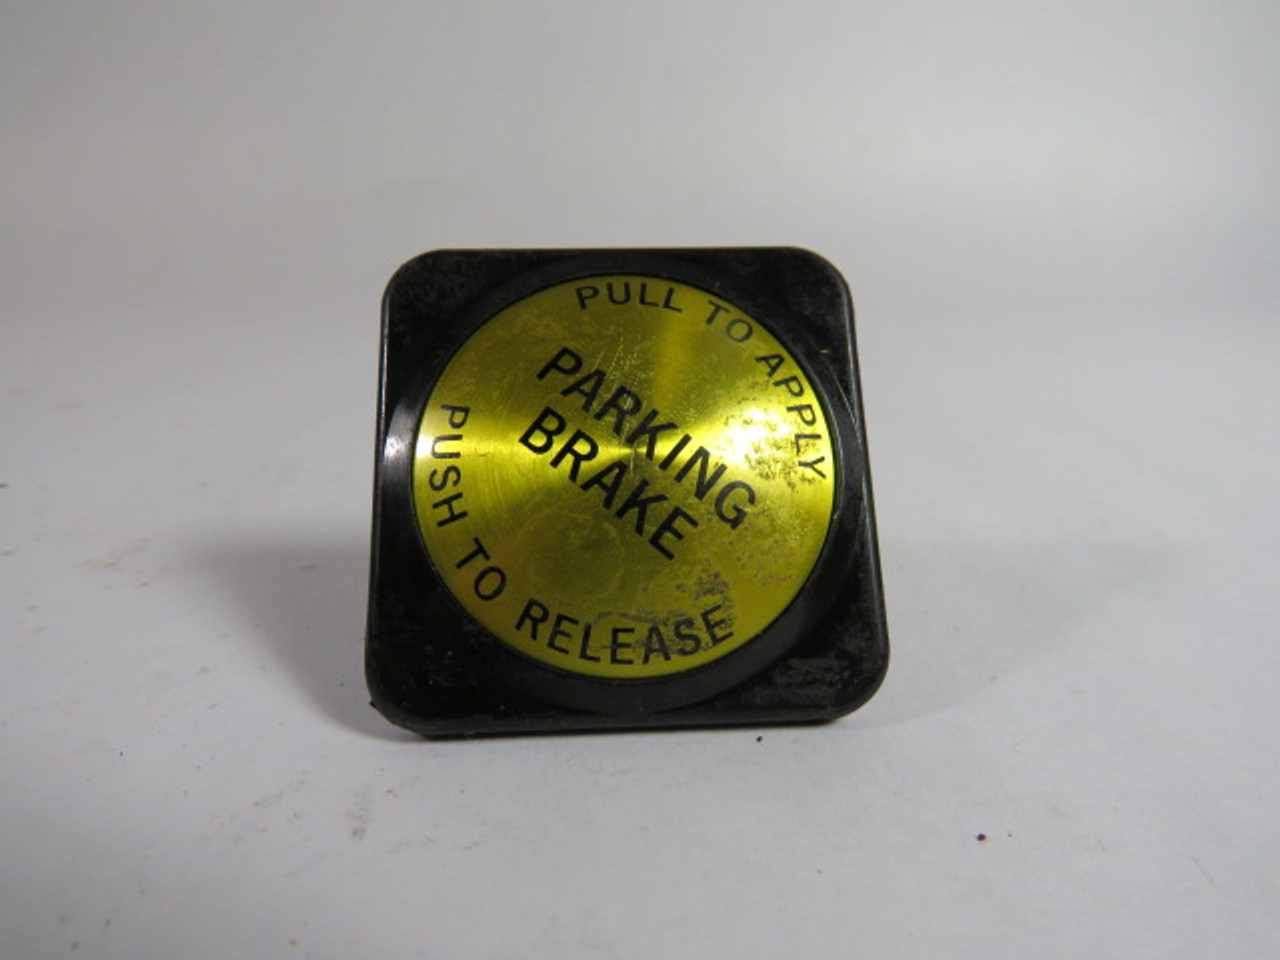 PULL TO APPLY
PARKING
BRAKE
PUSH TO RELEASE